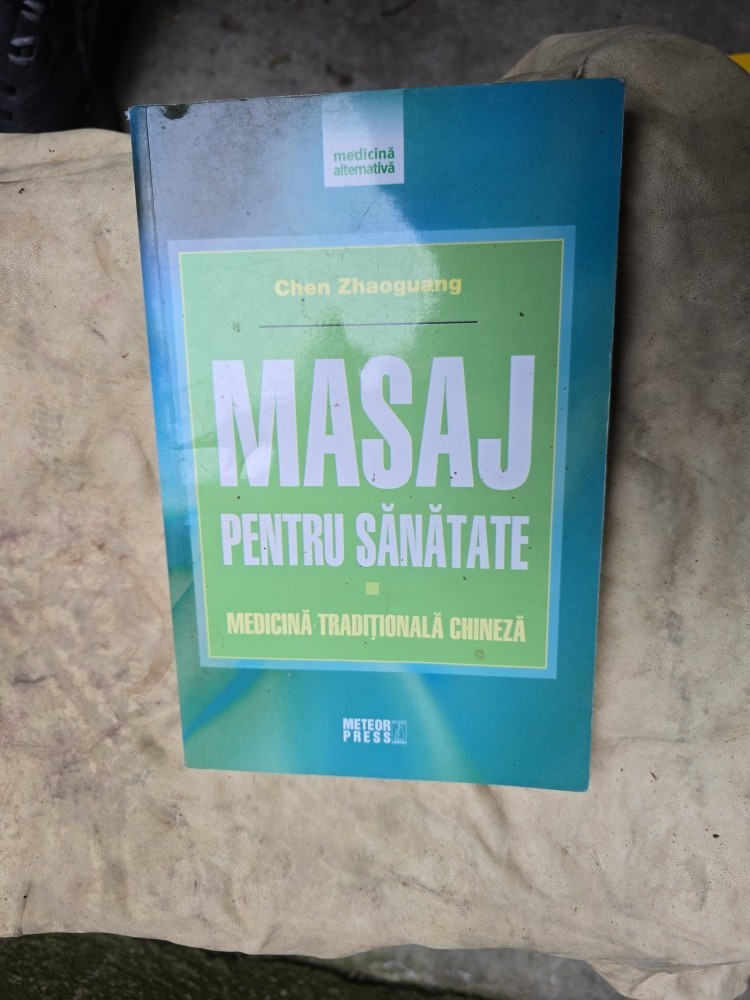 medicină
alternativă
Chen Zhaoguang
MASAJ
PENTRU SĂNĂTATE
MEDICINĂ TRADIȚIONALĂ CHINEZĂ
METEOR
PRESS